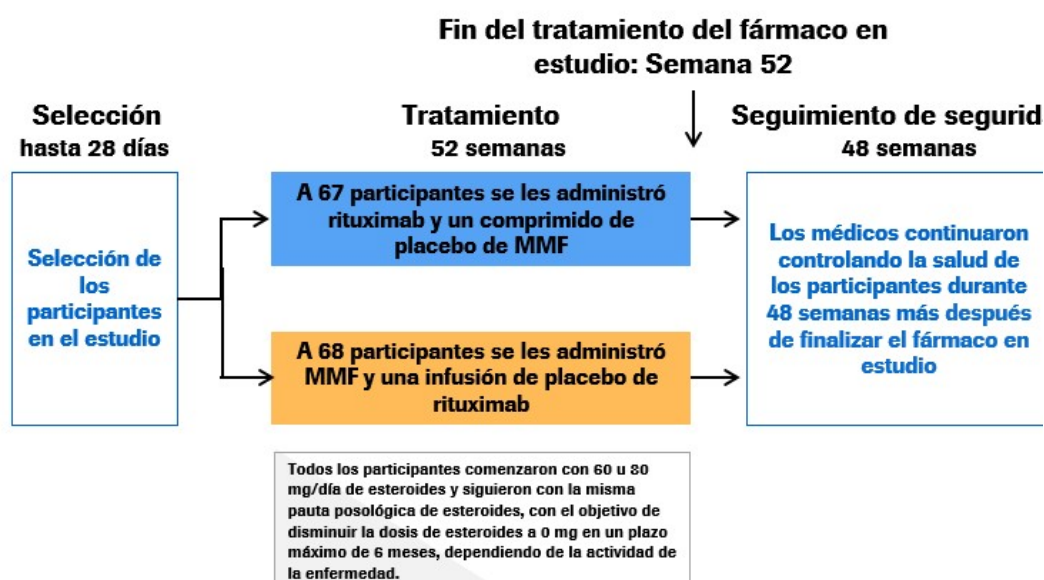 Fin del tratamiento del fármaco en
estudio: Semana 52
Selección
hasta 28 días
Tratamiento
52 semanas
Seguimiento de segurid
48 semanas
Selección de
los
participantes
en el estudio
A 67 participantes se les administró
rituximab y un comprimido de
placebo de MMF
A 68 participantes se les administró
MMF y una infusión de placebo de
rituximab
Los médicos continuaron
controlando la salud de
los participantes durante
48 semanas más después
de finalizar el fármaco en
estudio
Todos los participantes comenzaron con 60 u 80
mg/día de esteroides y siguieron con la misma
pauta posológica de esteroides, con el objetivo de
disminuir la dosis de esteroides a 0 mg en un plazo
máximo de 6 meses, dependiendo de la actividad de
la enfermedad.